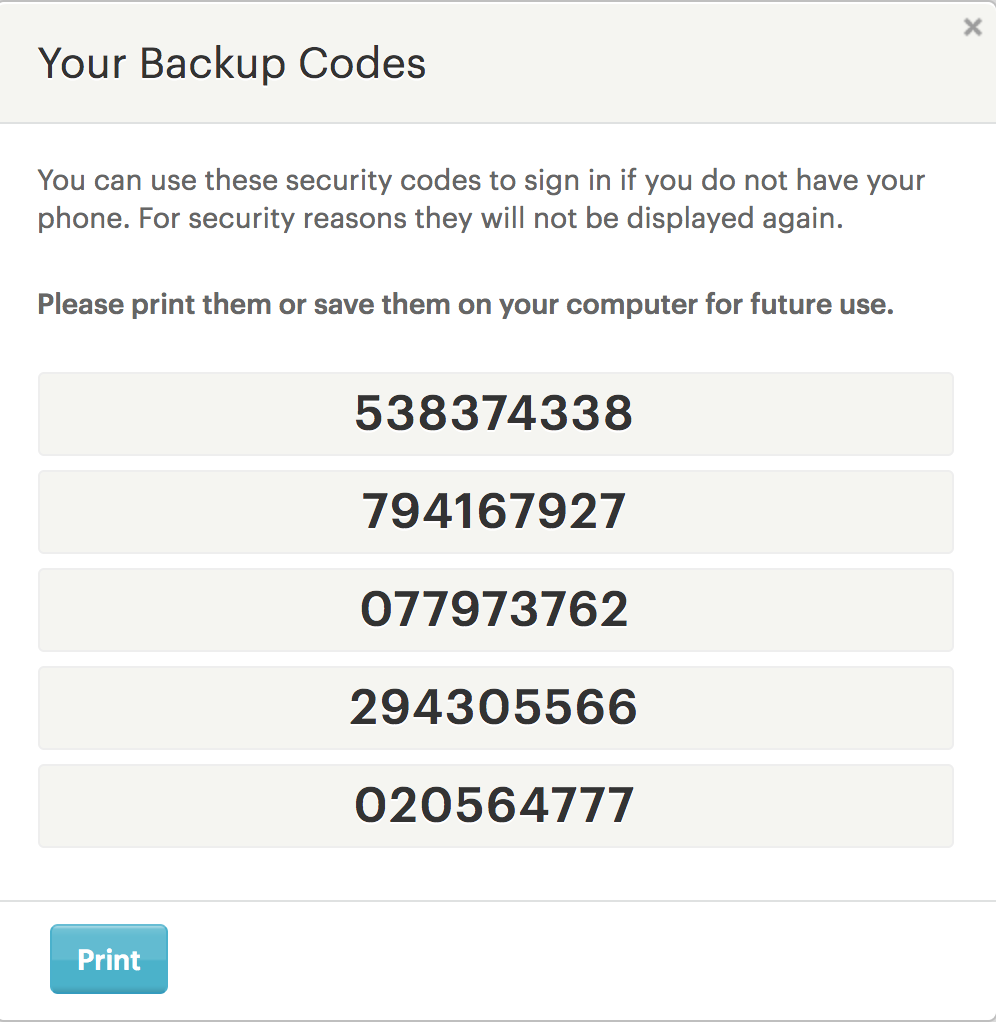 Your Backup Codes
You can use these security codes to sign in if you do not have your
phone. For security reasons they will not be displayed again.
Please print them or save them on your computer for future use.
538374338
794167927
077973762
294305566
020564777
Print